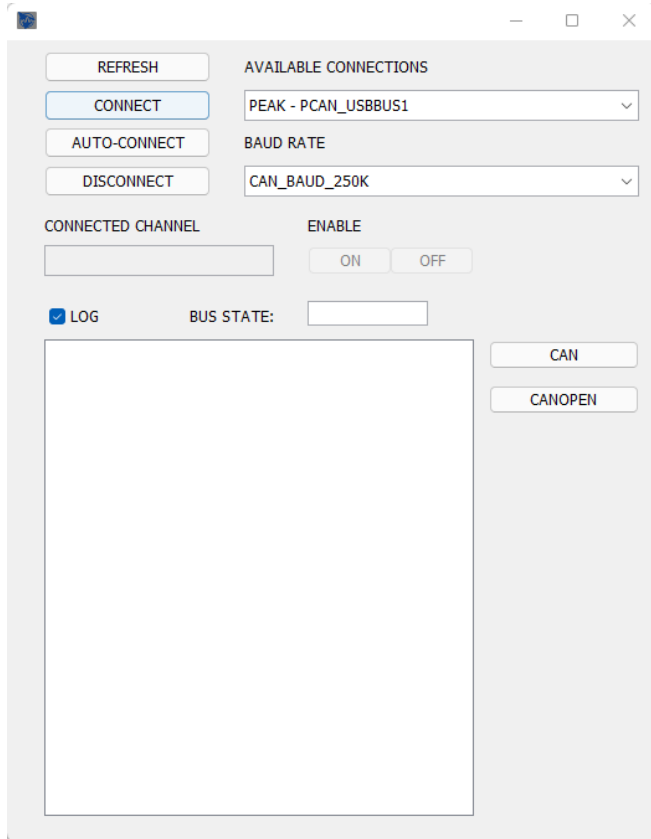 REFRESH
AVAILABLE CONNECTIONS
CONNECT
PEAK - PCAN_USBBUS1
AUTO-CONNECT
BAUD RATE
DISCONNECT
CAN_BAUD_250K
CONNECTED CHANNEL
ENABLE
ON
OFF
LOG
BUS STATE:
CAN
CANOPEN